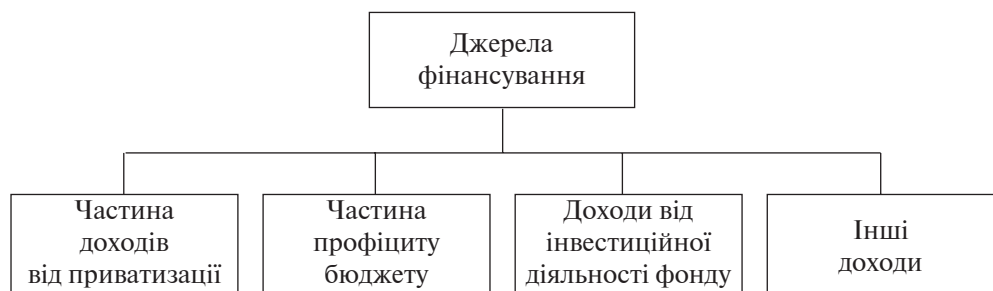 Джерела
фінансування
Частина
доходів
від приватизації
Частина
профіциту
бюджету
Доходи від
інвестиційної
діяльності фонду
Інші
доходи